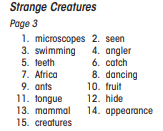 Strange Creatures
Page 3
1. microscopes 2. seen
3. swimming 4. angler
5. teeth 6. catch
7. Africa 8. dancing
9. ants 10. fruit
11. tongue 12. hide
13. mammal 14. appearance
15. creatures